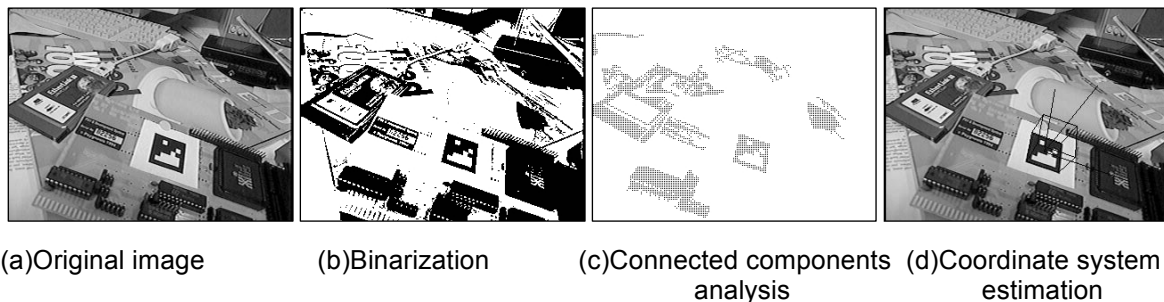 (a)Original image
(b)Binarization
(c)Connected components
analysis
(d)Coordinate system
estimation